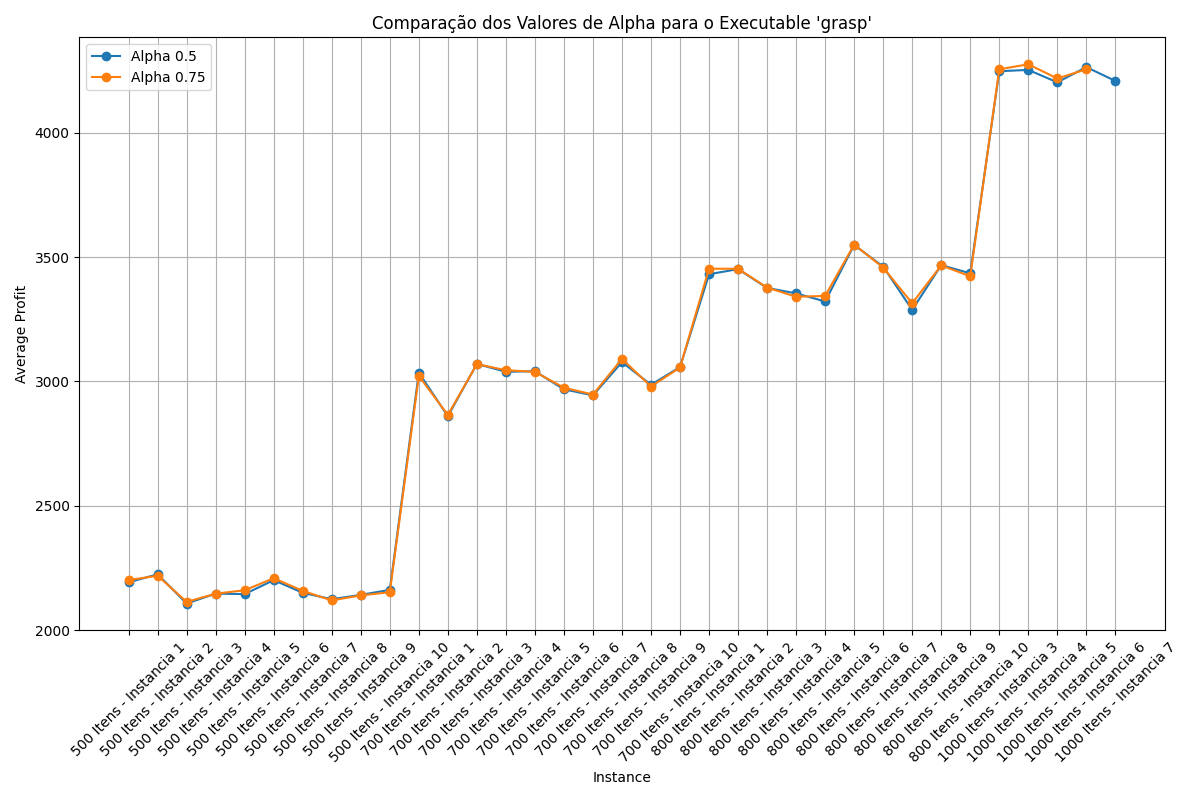 Comparação dos Valores de Alpha para o Executable 'grasp'
Alpha 0.5
Alpha 0.75
Average Profit
4000
3500
3000
2500
2000
500 Itens - Instancia 1
500 Itens - Instancia 2
500 Itens - Instancia 3
500 Itens - Instancia 4
500 Itens - Instancia 5
500 Itens - Instancia 6
500 Itens - Instancia 7
500 Itens - Instancia 8
500 Itens - Instancia 9
500 Itens - Instancia 10
700 Itens - Instancia 1
700 Itens - Instancia 2
700 Itens - Instancia 3
700 Itens - Instancia 4
700 Itens - Instancia 5
700 Itens - Instancia 6
700 Itens - Instancia 7
700 Itens - Instancia 8
700 Itens - Instancia 9
700 Itens - Instancia 10
800 Itens - Instancia 1
800 Itens - Instancia 2
800 Itens - Instancia 3
800 Itens - Instancia 4
800 Itens - Instancia 5
800 Itens - Instancia 6
800 Itens - Instancia 7
800 Itens - Instancia 8
800 Itens - Instancia 9
800 Itens - Instancia 10
1000 Itens - Instancia 3
1000 Itens - Instancia 4
1000 Itens - Instancia 5
1000 Itens - Instancia 6
1000 Itens - Instancia 7
Instance